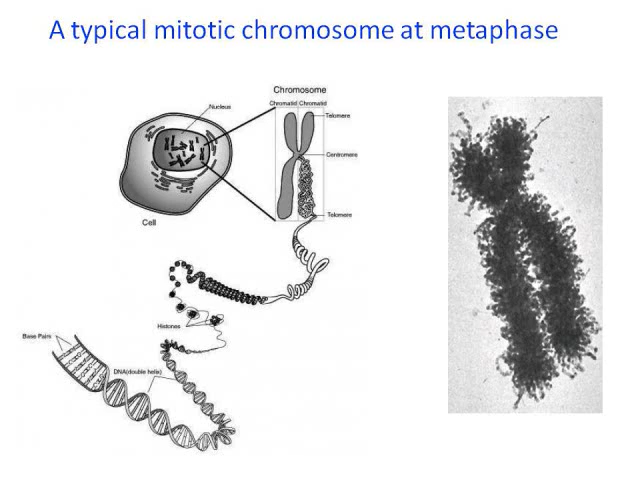 A typical mitotic chromosome at metaphase
Chromosome
Chromatid Chromatid
Nucleus
Telomere
Centromere
Telomere
Cell
Histones
Base Pairs
DNA(double helix)